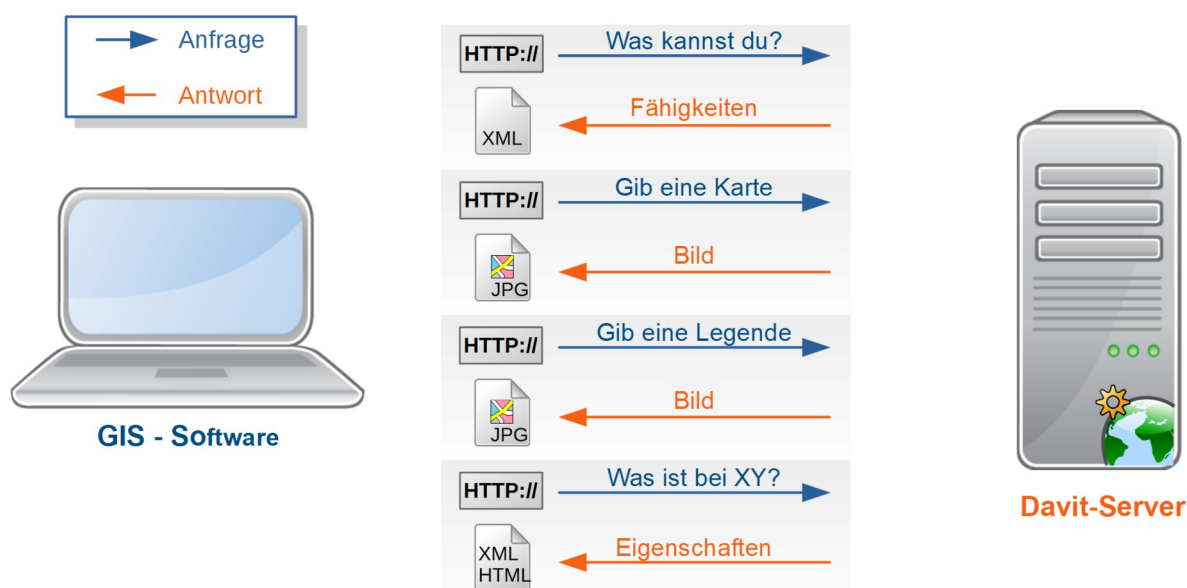 Anfrage
Antwort
GIS - Software
HTTP:// Was kannst du?
XML Fähigkeiten
HTTP:// Gib eine Karte
JPG Bild
HTTP:// Gib eine Legende
JPG Bild
HTTP:// Was ist bei XY?
XML
HTML Eigenschaften
Davit-Server